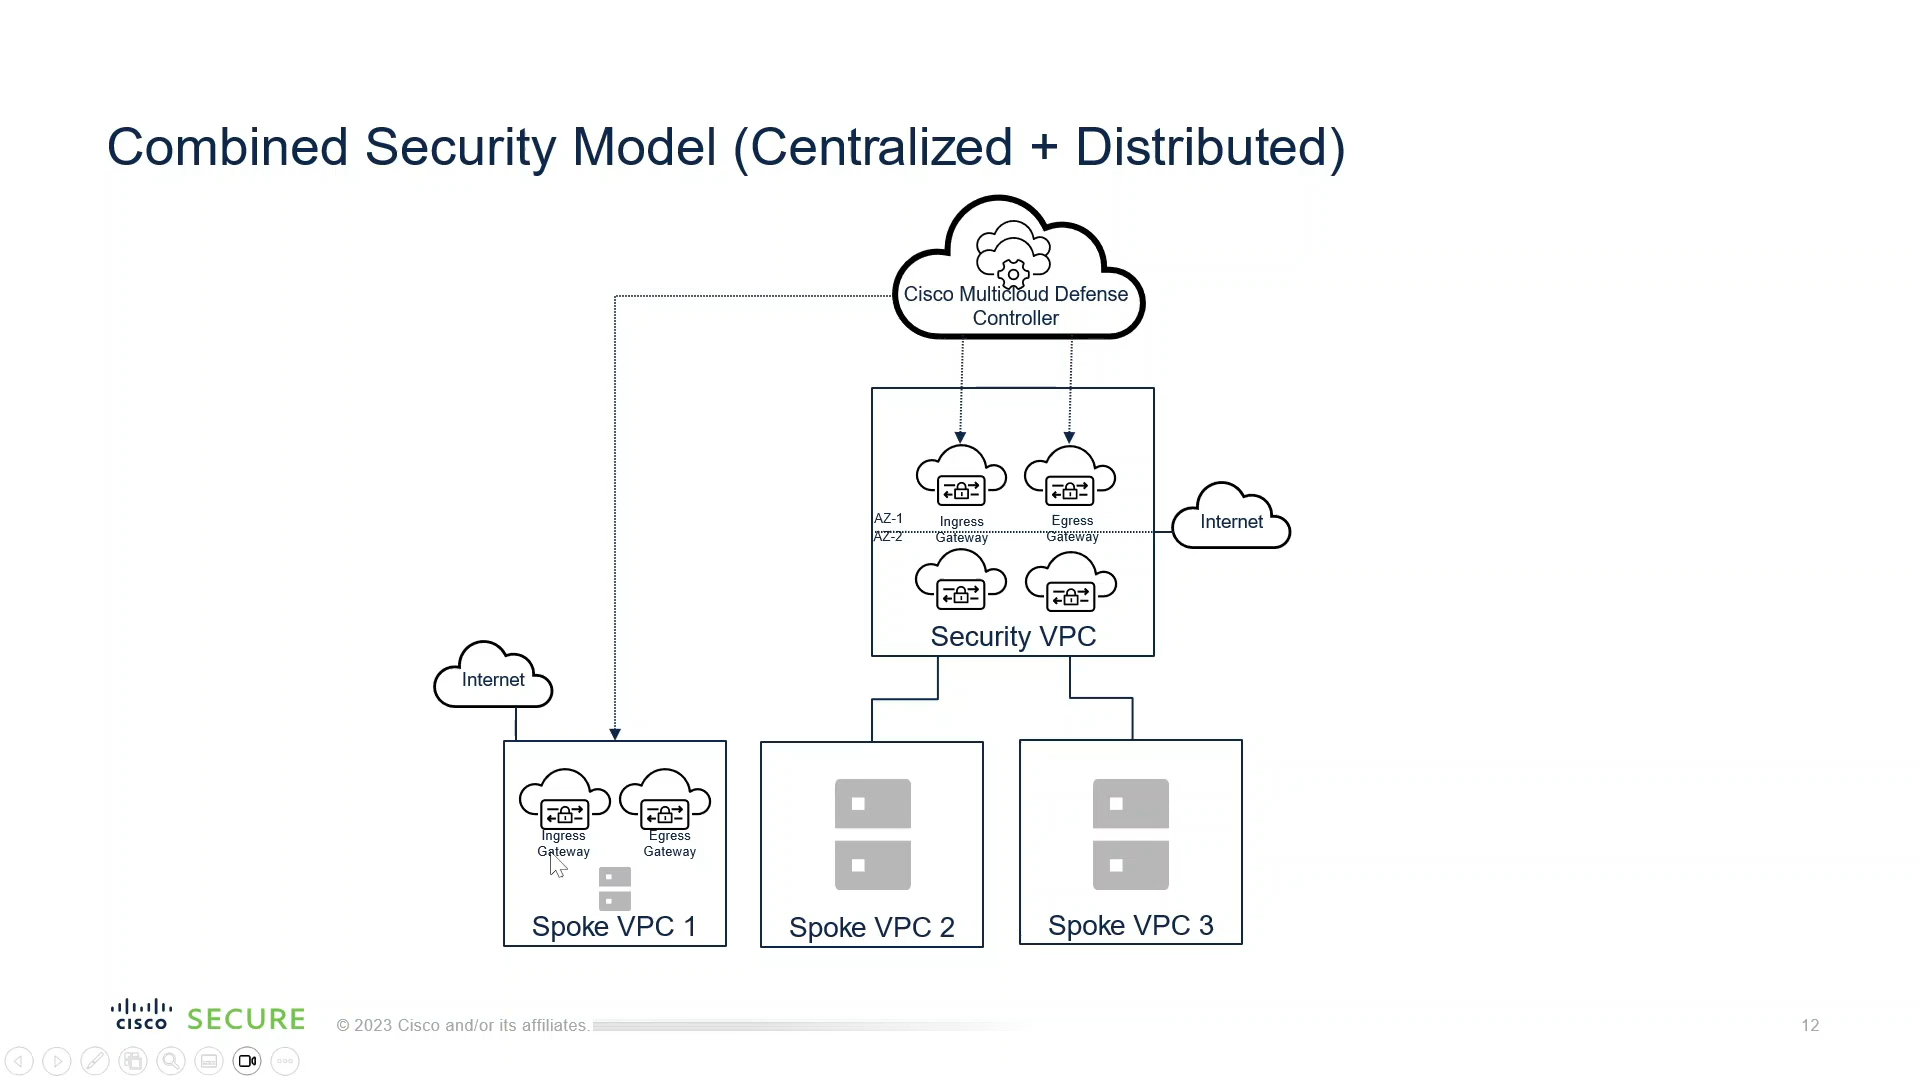 Combined Security Model (Centralized + Distributed)
Cisco Multicloud Defense
Controller
AZ-1
AZ-2
Ingress
Gateway
Egress
Gateway
Internet
Security VPC
Internet
Ingress
Gateway
Egress
Gateway
Spoke VPC 1
Spoke VPC 2
Spoke VPC 3
CISCO SECURE
© 2023 Cisco and/or its affiliates.
12